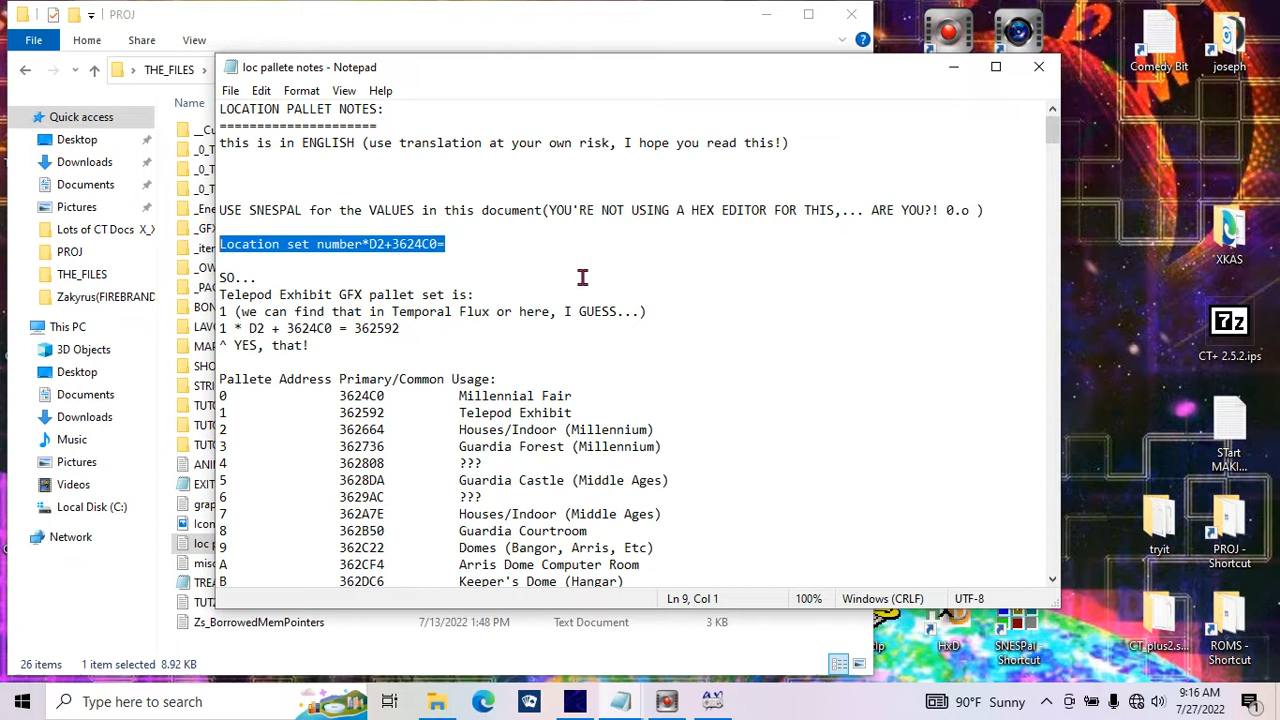 PROJ
File Home Share View
THE_FILES
Name
Quick access
Desktop
Downloads
Documents
Pictures
Lots of CT Docs X_X
PROJ
THE_FILES
Zakyrus(FIREBRAND
This PC
3D Objects
Desktop
Documents
Downloads
Music
Pictures
Videos
Local Disk (C:)
Network
Zs_BorrowedMemPointers 7/13/2022 1:48 PM Text Document 3 KB
26 items 1 item selected 8.92 KB
loc pallete notes - Notepad
File Edit Format View Help
LOCATION PALLET NOTES:
=====================
this is in ENGLISH (use translation at your own risk, I hope you read this!)
USE SNESPAL for the VALUES in this document(YOU'RE NOT USING A HEX EDITOR FOR THIS,... ARE YOU?! 0.o )
Location set number*D2+3624C0=
SO...
Telepod Exhibit GFX pallet set is:
1 (we can find that in Temporal Flux or here, I GUESS...)
1 * D2 + 3624C0 = 362592
^ YES, that!
Pallete Address Primary/Common Usage:
0 3624C0 Millennial Fair
1 362592 Telepod Exhibit
2 362664 Houses/Indoor (Millennium)
3 362736 Guardia Forest (Millennium)
4 362808 ???
5 3628DA Guardia Castle (Middle Ages)
6 3629AC ???
7 362A7E Houses/Indoor (Middle Ages)
8 362B50 Guardia Courtroom
9 362C22 Domes (Bangor, Arris, Etc)
A 362CF4 Arris Dome Computer Room
B 362DC6 Keeper's Dome (Hangar)
Ln 9, Col 1 100% Windows (CRLF) UTF-8
Comedy Bit
joseph
XKAS
7z
CT+ 2.5.2.ips
STart MAKI...
tryit
PROJ - Shortcut
HxD
SNESPal - Shortcut
CT_plus2.s...
ROMS - Shortcut
Type here to search
90°F Sunny
9:16 AM
7/27/2022
1